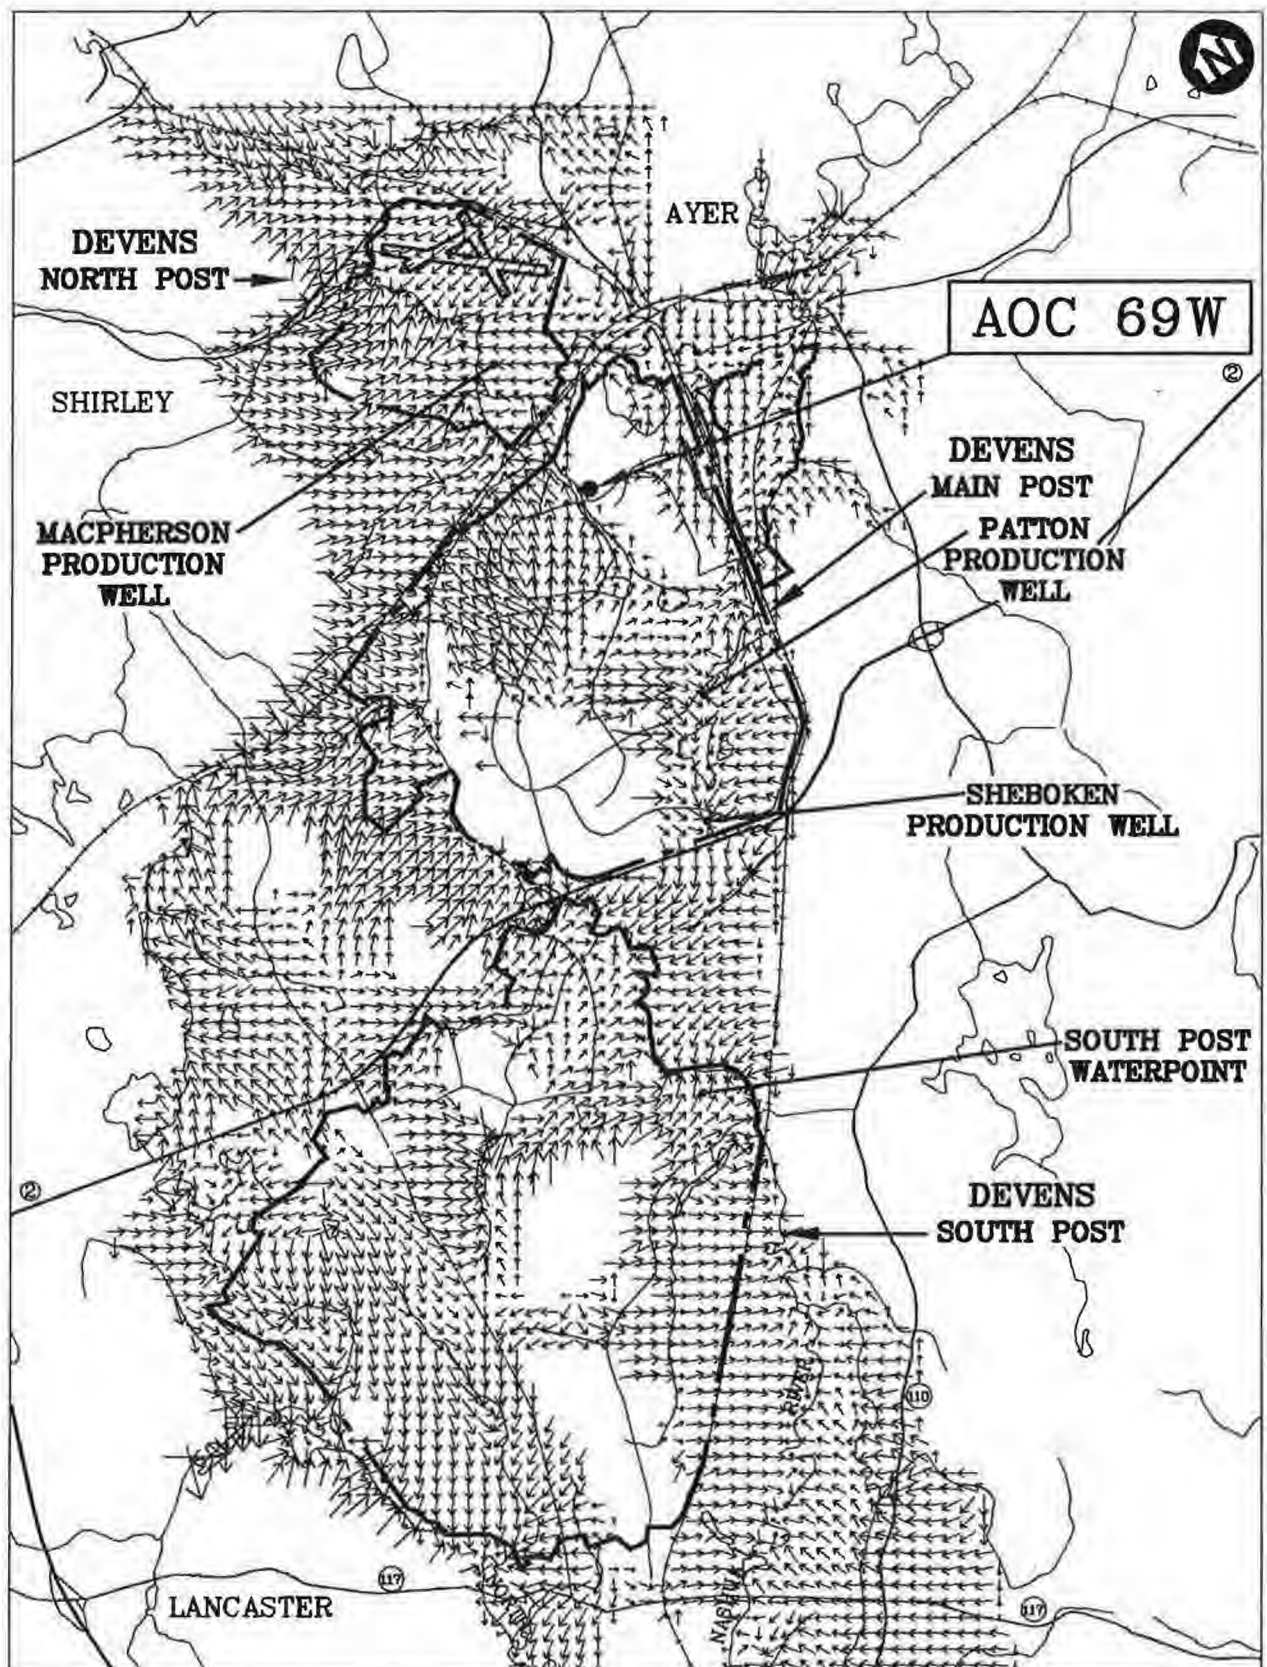 N
AYER
DEVENS
NORTH POST
AOC 69W
2
SHIRLEY
DEVENS
MAIN POST
MACPHERSON
PRODUCTION
WELL
PATTON
PRODUCTION
WELL
SHEBOKEN
PRODUCTION WELL
SOUTH POST
WATERPOINT
2
DEVENS
SOUTH POST
RIVER
110
117
LANCASTER
NASHUA
117